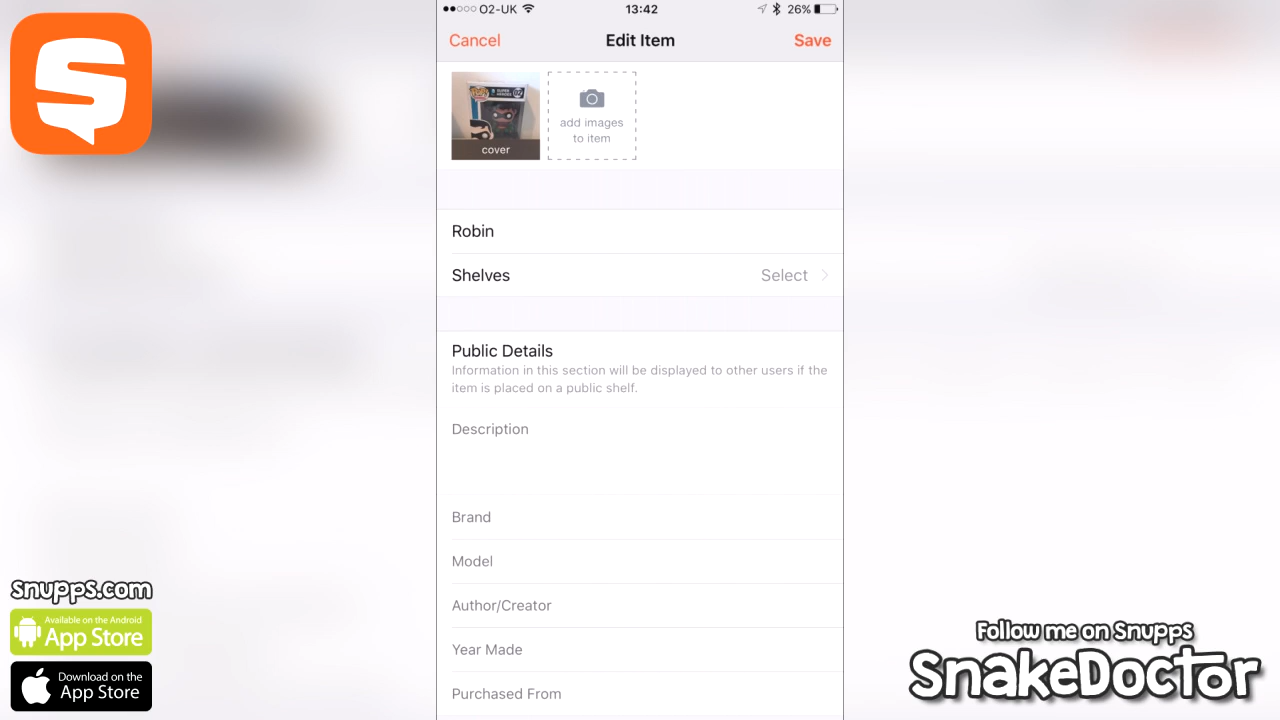 O2-UK
13:42
26%
Cancel
Edit Item
Save
POP!
HEROES
02
cover
add images
to item
Robin
Shelves
Select
Public Details
Information in this section will be displayed to other users if the
item is placed on a public shelf.
Description
Brand
Model
Author/Creator
Year Made
Purchased From
Snupps.com
Available on the Android
App Store
Download on the
App Store
Follow me on Snupps
SnakeDoctor